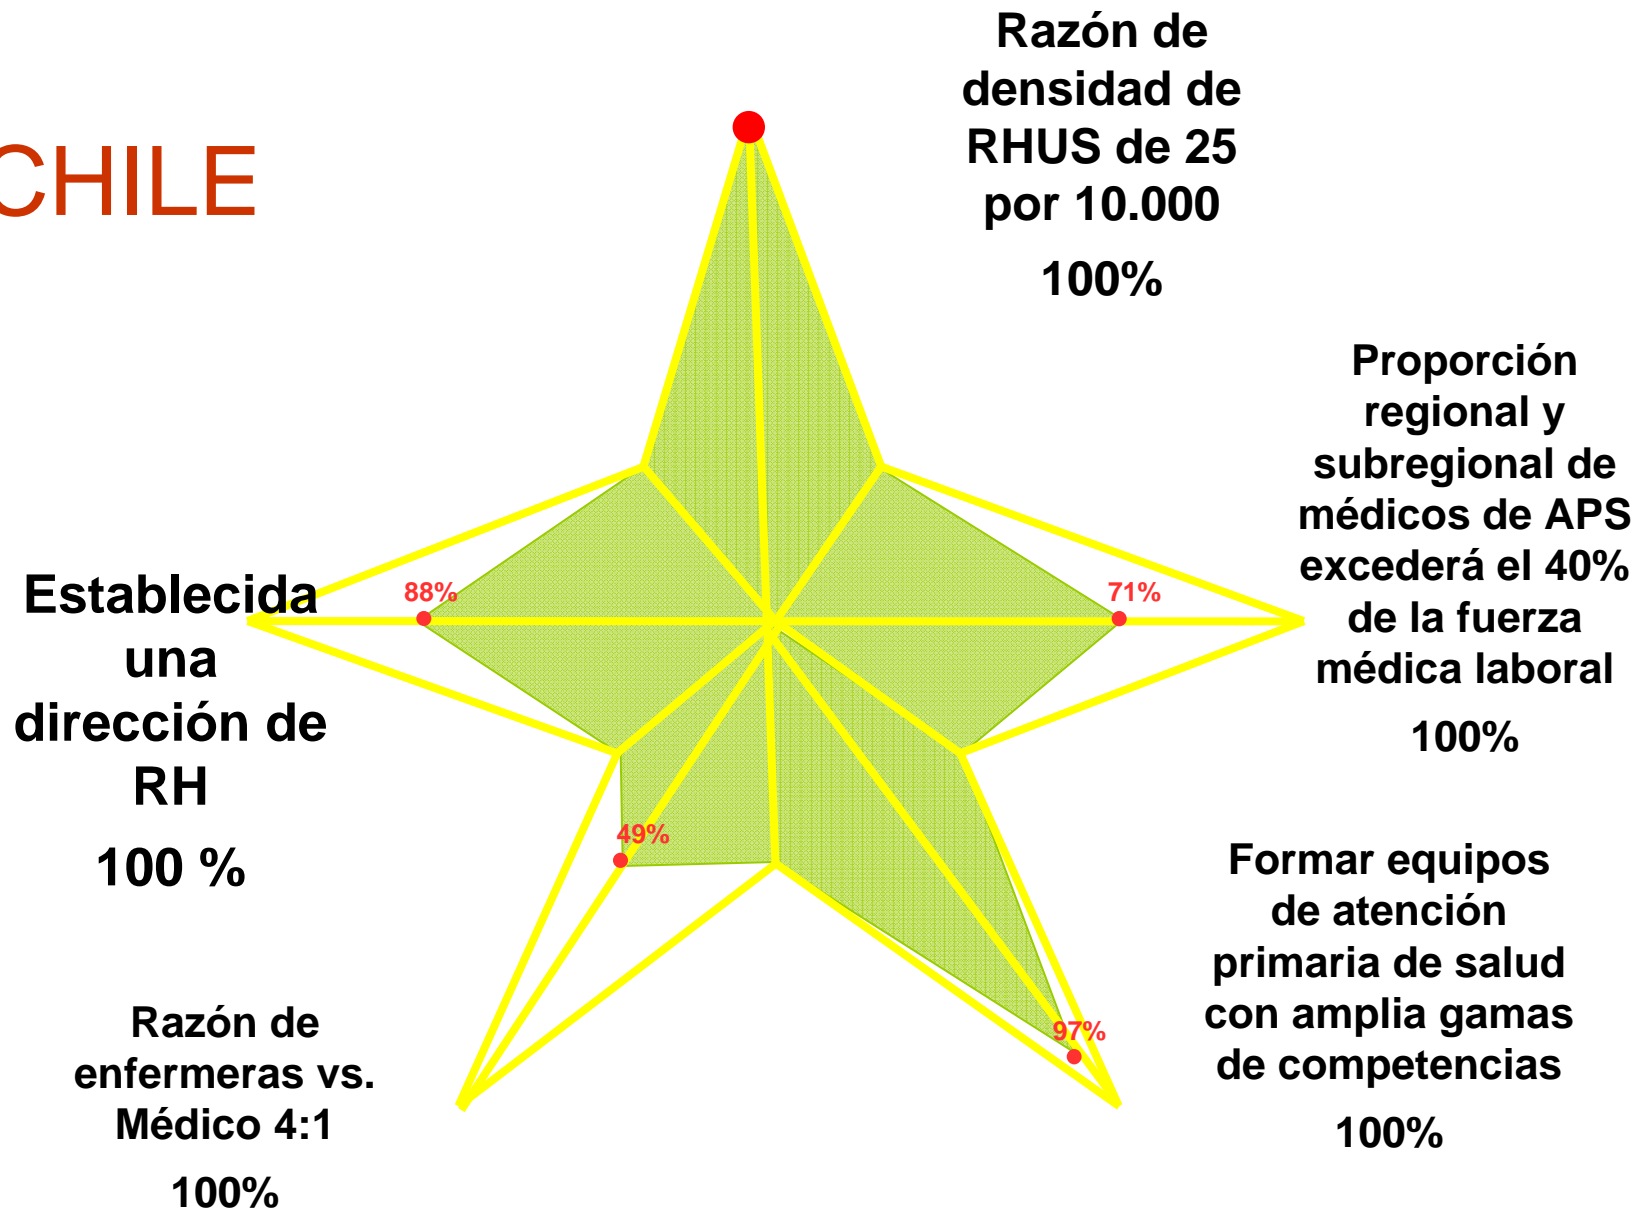 CHILE
Razón de
densidad de
RHUS de 25
por 10.000
100%
Proporción
regional y
subregional de
médicos de APS
excederá el 40%
de la fuerza
médica laboral
100%
88%
71%
Establecida
una
dirección de
RH
100 %
49%
97%
Formar equipos
de atención
primaria de salud
con amplia gamas
de competencias
100%
Razón de
enfermeras vs.
Médico 4:1
100%